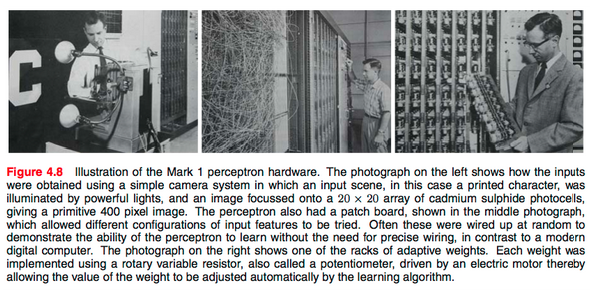 C
Figure 4.8 Illustration of the Mark 1 perceptron hardware. The photograph on the left shows how the inputs
were obtained using a simple camera system in which an input scene, in this case a printed character, was
illuminated by powerful lights, and an image focussed onto a 20 × 20 array of cadmium sulphide photocells,
giving a primitive 400 pixel image. The perceptron also had a patch board, shown in the middle photograph,
which allowed different configurations of input features to be tried. Often these were wired up at random to
demonstrate the ability of the perceptron to learn without the need for precise wiring, in contrast to a modern
digital computer. The photograph on the right shows one of the racks of adaptive weights. Each weight was
implemented using a rotary variable resistor, also called a potentiometer, driven by an electric motor thereby
allowing the value of the weight to be adjusted automatically by the learning algorithm.